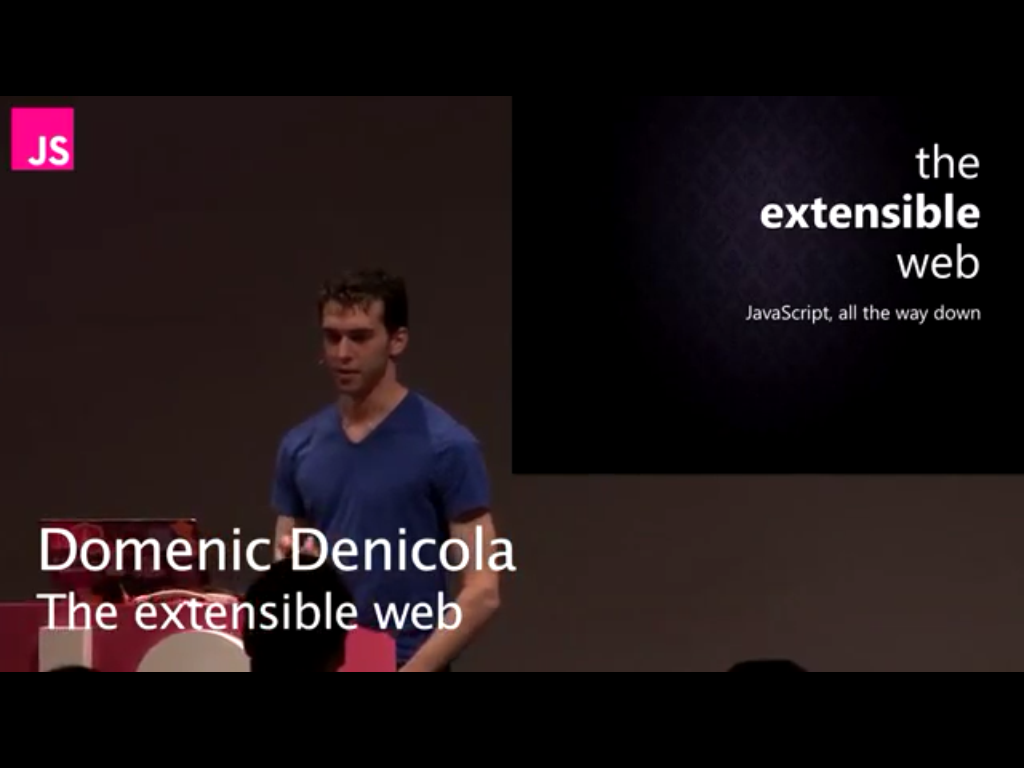 JS
the
extensible
web
JavaScript, all the way down
Domenic Denicola
The extensible web